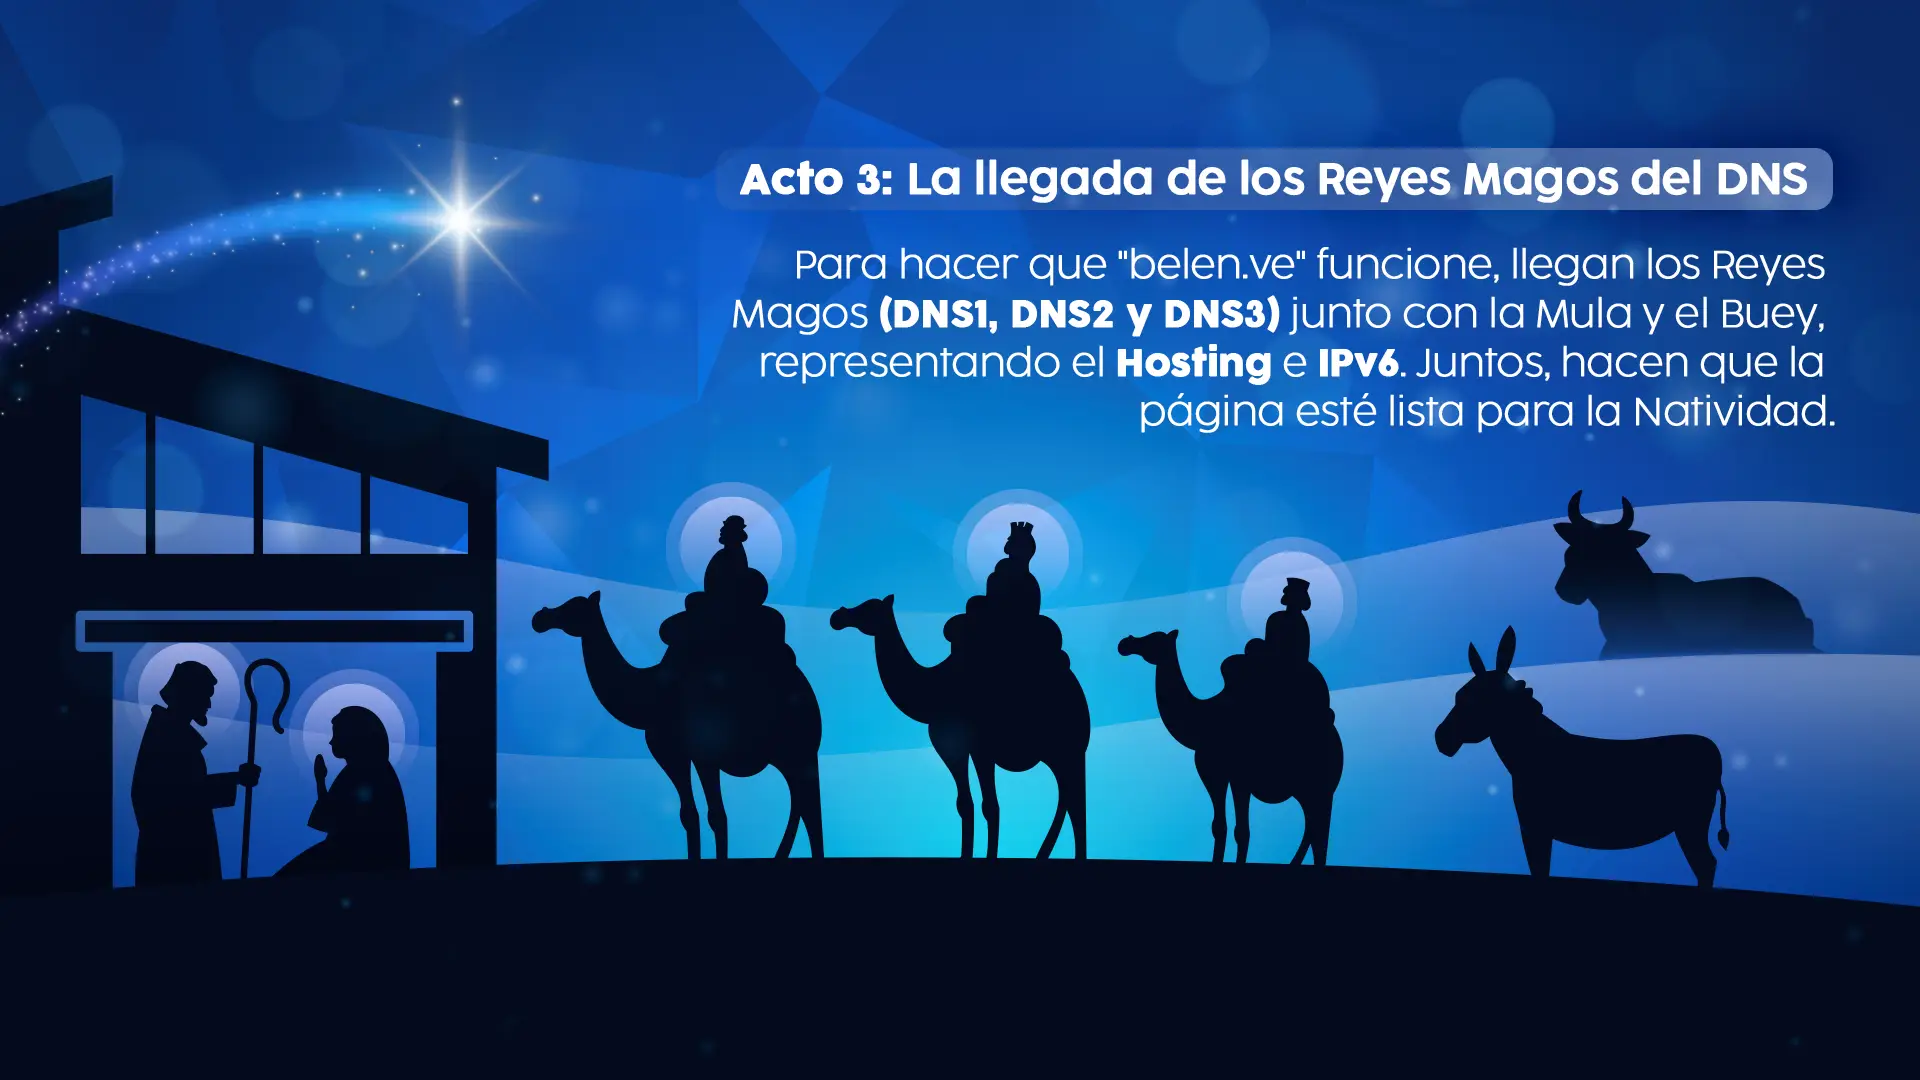 Acto 3: La llegada de los Reyes Magos del DNS
Para hacer que "belen.ve" funcione, llegan los Reyes
Magos (DNS1, DNS2 y DNS3) junto con la Mula y el Buey,
representando el Hosting e IPv6. Juntos, hacen que la
página esté lista para la Natividad.